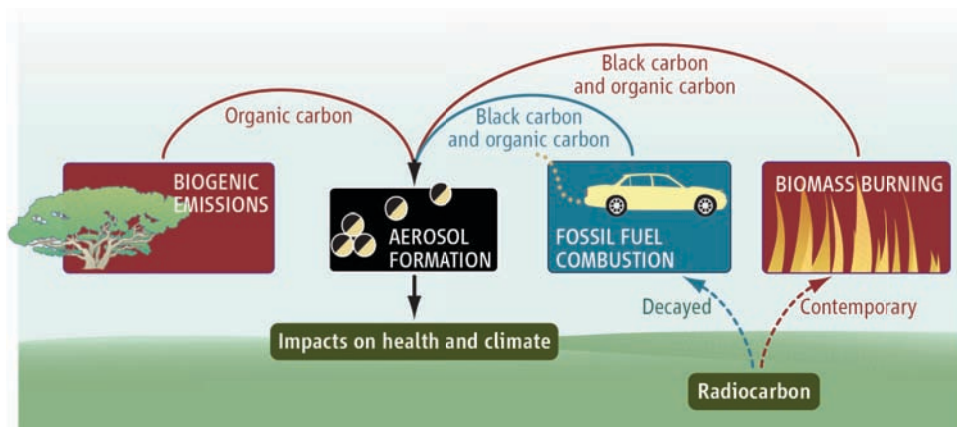 Black carbon
and organic carbon
Organic carbon
Black carbon
and organic carbon
BIOGENIC
EMISSIONS
AEROSOL
FORMATION
FOSSIL FUEL
COMBUSTION
BIOMASS BURNING
Decayed
Contemporary
Impacts on health and climate
Radiocarbon